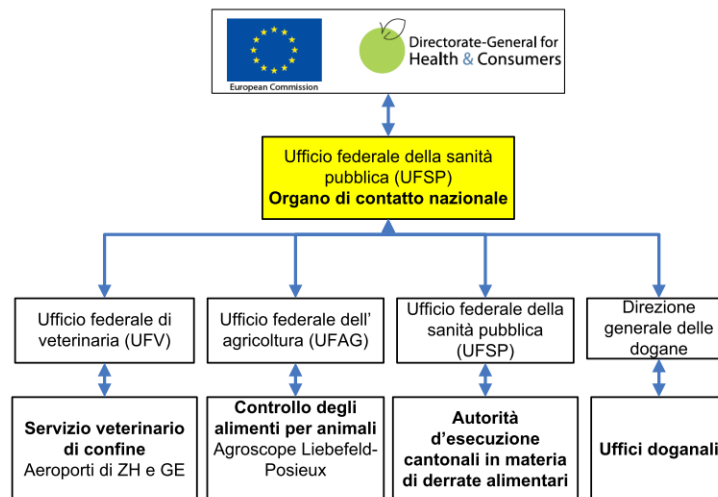 European Commission
Directorate-General for
Health & Consumers
Ufficio federale della sanità
pubblica (UFSP)
Organo di contatto nazionale
Ufficio federale di
veterinaria (UFV)
Ufficio federale dell'
agricoltura (UFAG)
Ufficio federale della
sanità pubblica
(UFSP)
Direzione
generale delle
dogane
Servizio veterinario
di confine
Aeroporti di ZH e GE
Controllo degli
alimenti per animali
Agroscope Liebefeld-
Posieux
Autorità
d'esecuzione
cantonali in materia
di derrate alimentari
Uffici doganali